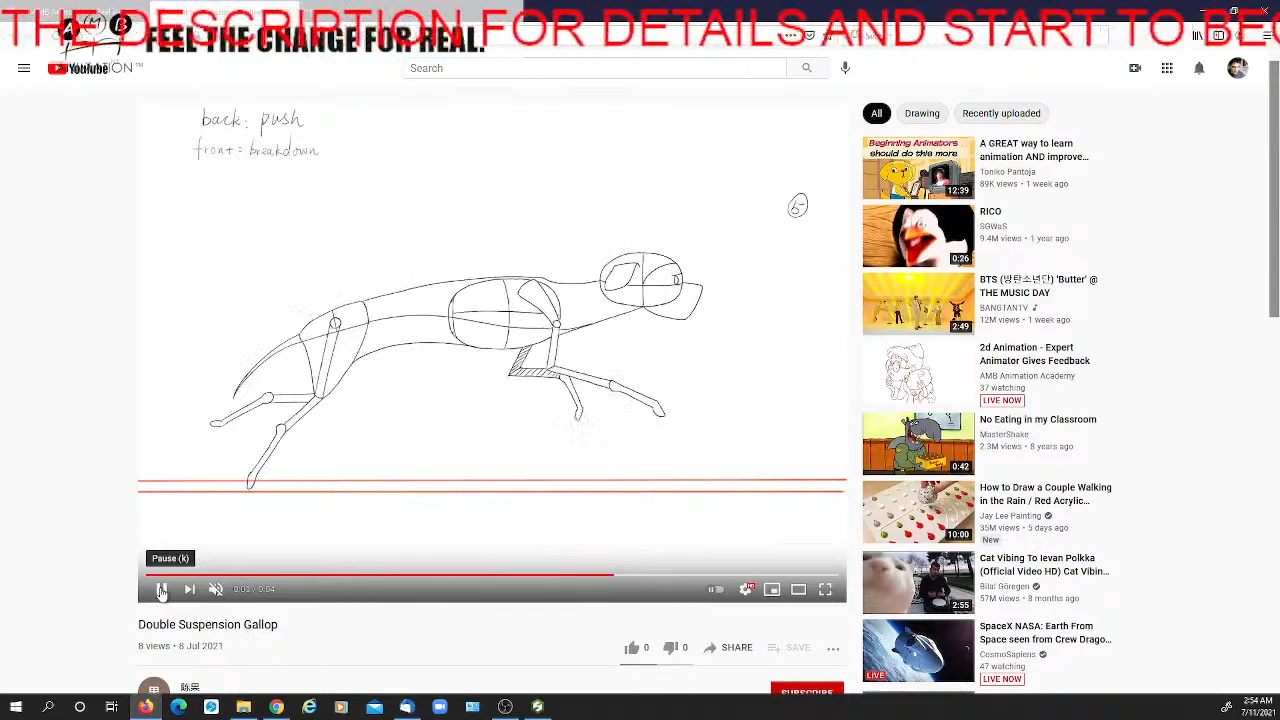 THE DESCRIPTION FOR DETAILS AND START TO BE
FEEL THE CHANGE FOR REAL.
YouTube
Search
All
Drawing
Recently uploaded
back: push
front: breakdown
5
Pause (k)
0:00 / 0:04
Double Suspension Gallop
8 views • 8 Jul 2021
0
0
SHARE
SAVE
SUBSCRIBE
Beginning Animators
should do this more
12:39
A GREAT way to learn
animation AND improve…
Toniko Pantoja
89K views • 1 week ago
0:26
RICO
SGWaS
9.4M views • 1 year ago
2:49
BTS (방탄소년단) 'Butter' @
THE MUSIC DAY
BANGTANTV
12M views • 1 week ago
2d Animation - Expert
Animator Gives Feedback
AMB Animation Academy
37 watching
LIVE NOW
0:42
No Eating in my Classroom
MasterShake
2.3M views • 8 years ago
10:00
How to Draw a Couple Walking
in the Rain / Red Acrylic…
Jay Lee Painting
35M views • 5 days ago
New
2:55
Cat Vibing To Ievan Polkka
(Official Video HD) Cat Vibin…
Bilal Göregen
57M views • 8 months ago
LIVE
SpaceX NASA: Earth From
Space seen from Crew Drago…
CosmoSapiens
47 watching
LIVE NOW
2:54 AM
7/11/2021